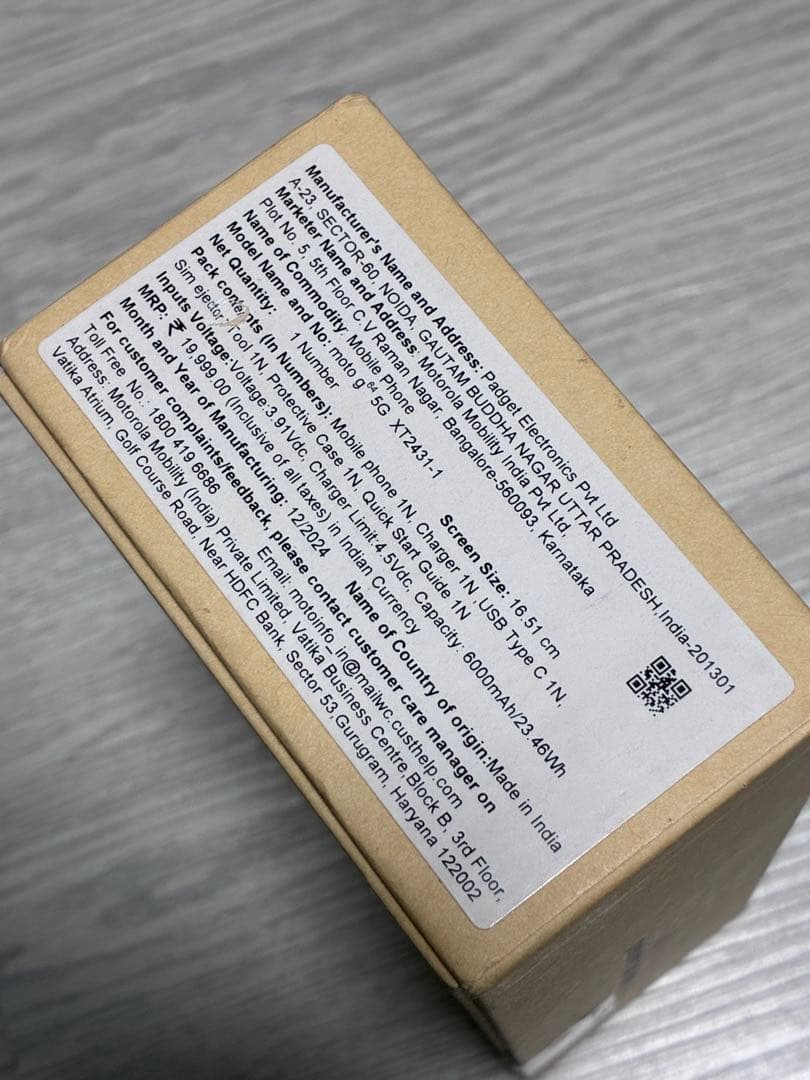 Manufacturer's Name and Address: Padget Electronics Pvt Ltd
A-23, SECTOR-60, NOIDA, GAUTAM BUDDHA NAGAR UTTAR PRADESH,India-201301
Marketer Name and Address: Motorola Mobility India Pvt Ltd,
Plot No. 5, 5th Floor C.V Raman Nagar, Bangalore-560093, Karnataka
Name of Commodity: Mobile Phone
Model Name and No: moto g⁶⁴ 5G XT2431-1 Screen Size: 16.51 cm
Net Quantity: 1 Number
Pack contents (In Numbers): Mobile phone 1N, Charger 1N, USB Type C 1N,
Sim ejector Tool 1N, Protective Case 1N, Quick Start Guide 1N
Inputs Voltage:Voltage:3.91Vdc, Charger Limit:4.5Vdc, Capacity: 6000mAh/23.46Wh
MRP: ₹ 19,999.00 (Inclusive of all taxes) in Indian Currency
Month and Year of Manufacturing: 12/2024 Name of Country of origin:Made in India
For customer complaints/feedback, please contact customer care manager on
Toll Free No.: 1800 419 6686 Email: motoinfo_in@mailwc.custhelp.com
Address: Motorola Mobility (India) Private Limited, Vatika Business Centre,Block B, 3rd Floor,
Vatika Atrium, Golf Course Road, Near HDFC Bank, Sector 53,Gurugram, Haryana 122002